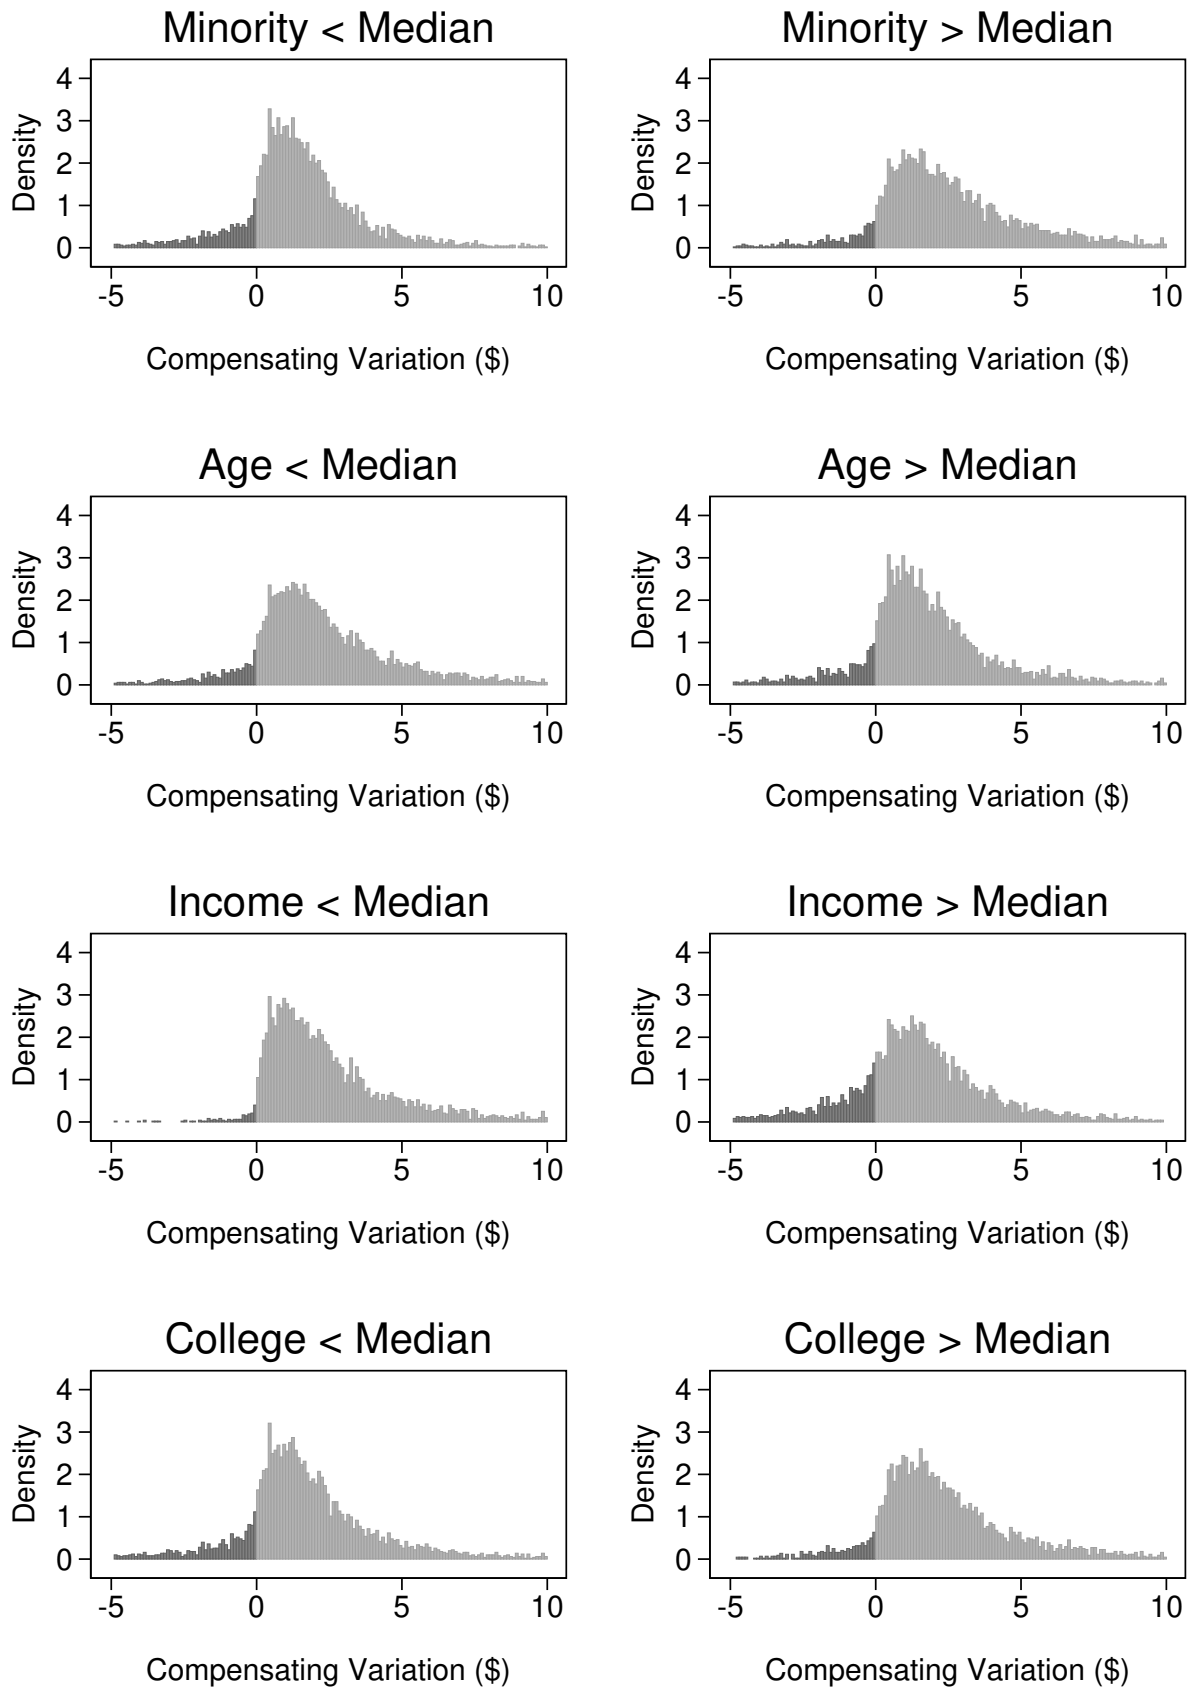 Minority < Median
Minority > Median
Density
4
3
2
1
0
-5 0 5 10
Compensating Variation ($)
Density
4
3
2
1
0
-5 0 5 10
Compensating Variation ($)
Age < Median
Age > Median
Density
4
3
2
1
0
-5 0 5 10
Compensating Variation ($)
Density
4
3
2
1
0
-5 0 5 10
Compensating Variation ($)
Income < Median
Income > Median
Density
4
3
2
1
0
-5 0 5 10
Compensating Variation ($)
Density
4
3
2
1
0
-5 0 5 10
Compensating Variation ($)
College < Median
College > Median
Density
4
3
2
1
0
-5 0 5 10
Compensating Variation ($)
Density
4
3
2
1
0
-5 0 5 10
Compensating Variation ($)